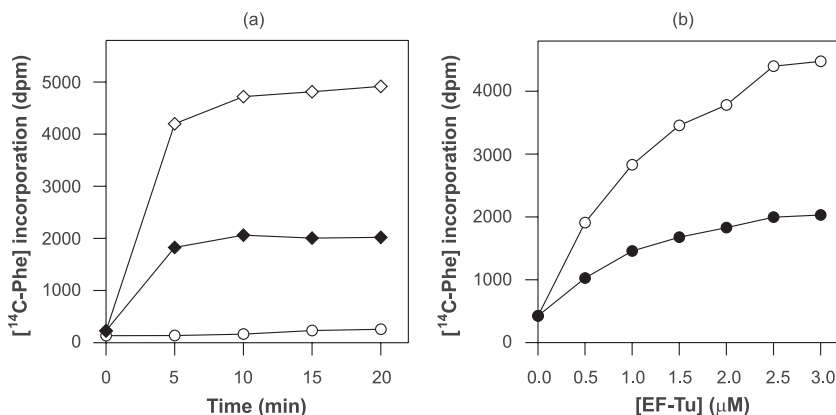 (a)
[¹⁴C-Phe] incorporation (dpm)
5000
4000
3000
2000
1000
0
0 5 10 15 20
Time (min)
(b)
[¹⁴C-Phe] incorporation (dpm)
4000
3000
2000
1000
0
0.0 0.5 1.0 1.5 2.0 2.5 3.0
[EF-Tu] (μM)